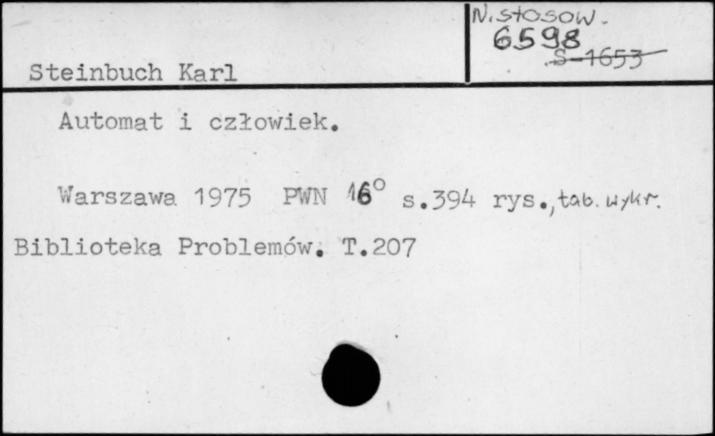 N. stosow.
6598
S-1653
Steinbuch Karl
Automat i człowiek.
Warszawa 1975 PWN 16° s.394 rys.,tab. wykr.
Biblioteka Problemów. T.207